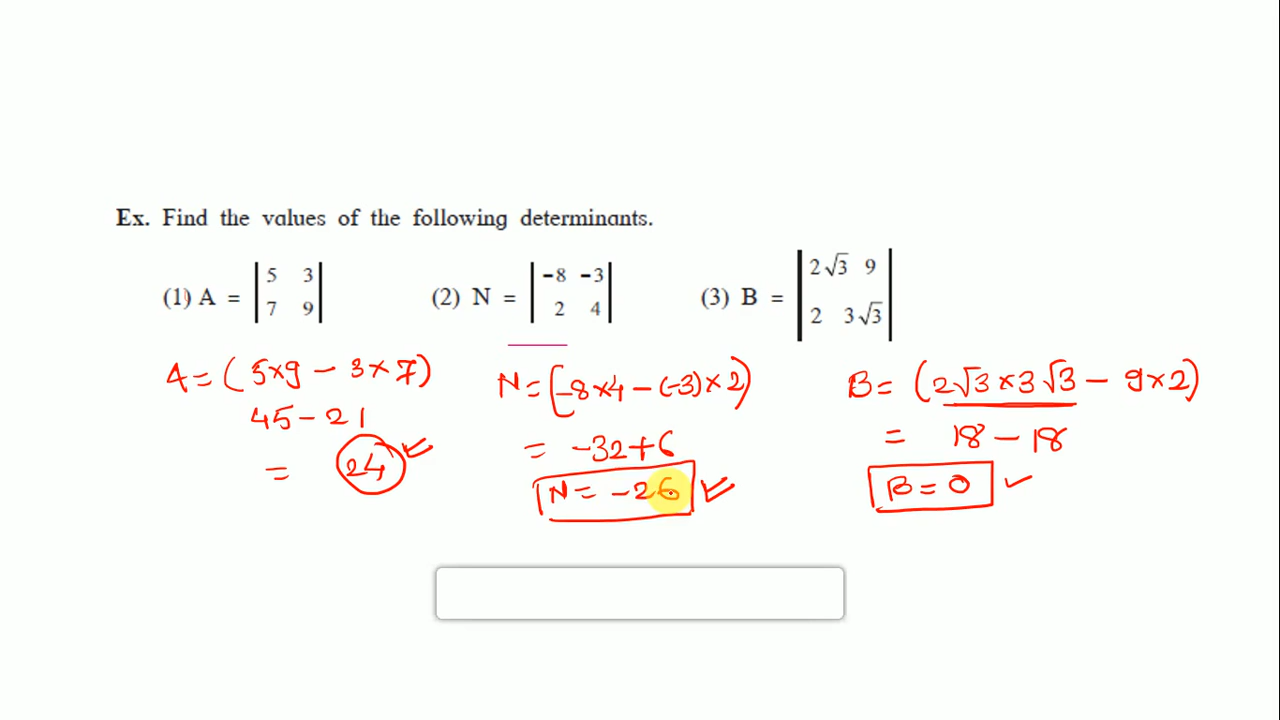 Ex. Find the values of the following determinants.
(1) A = |5 3| (2) N = |-8 -3| (3) B = |2√3 9|
|7 9| |2 4| |2 3√3|
A = (5×9 - 3×7) N = [-8×4 - (-3)×2) B = (2√3×3√3 - 9×2)
45 - 21 = -32+6 = 18 - 18
= 24 N = -26 B = 0